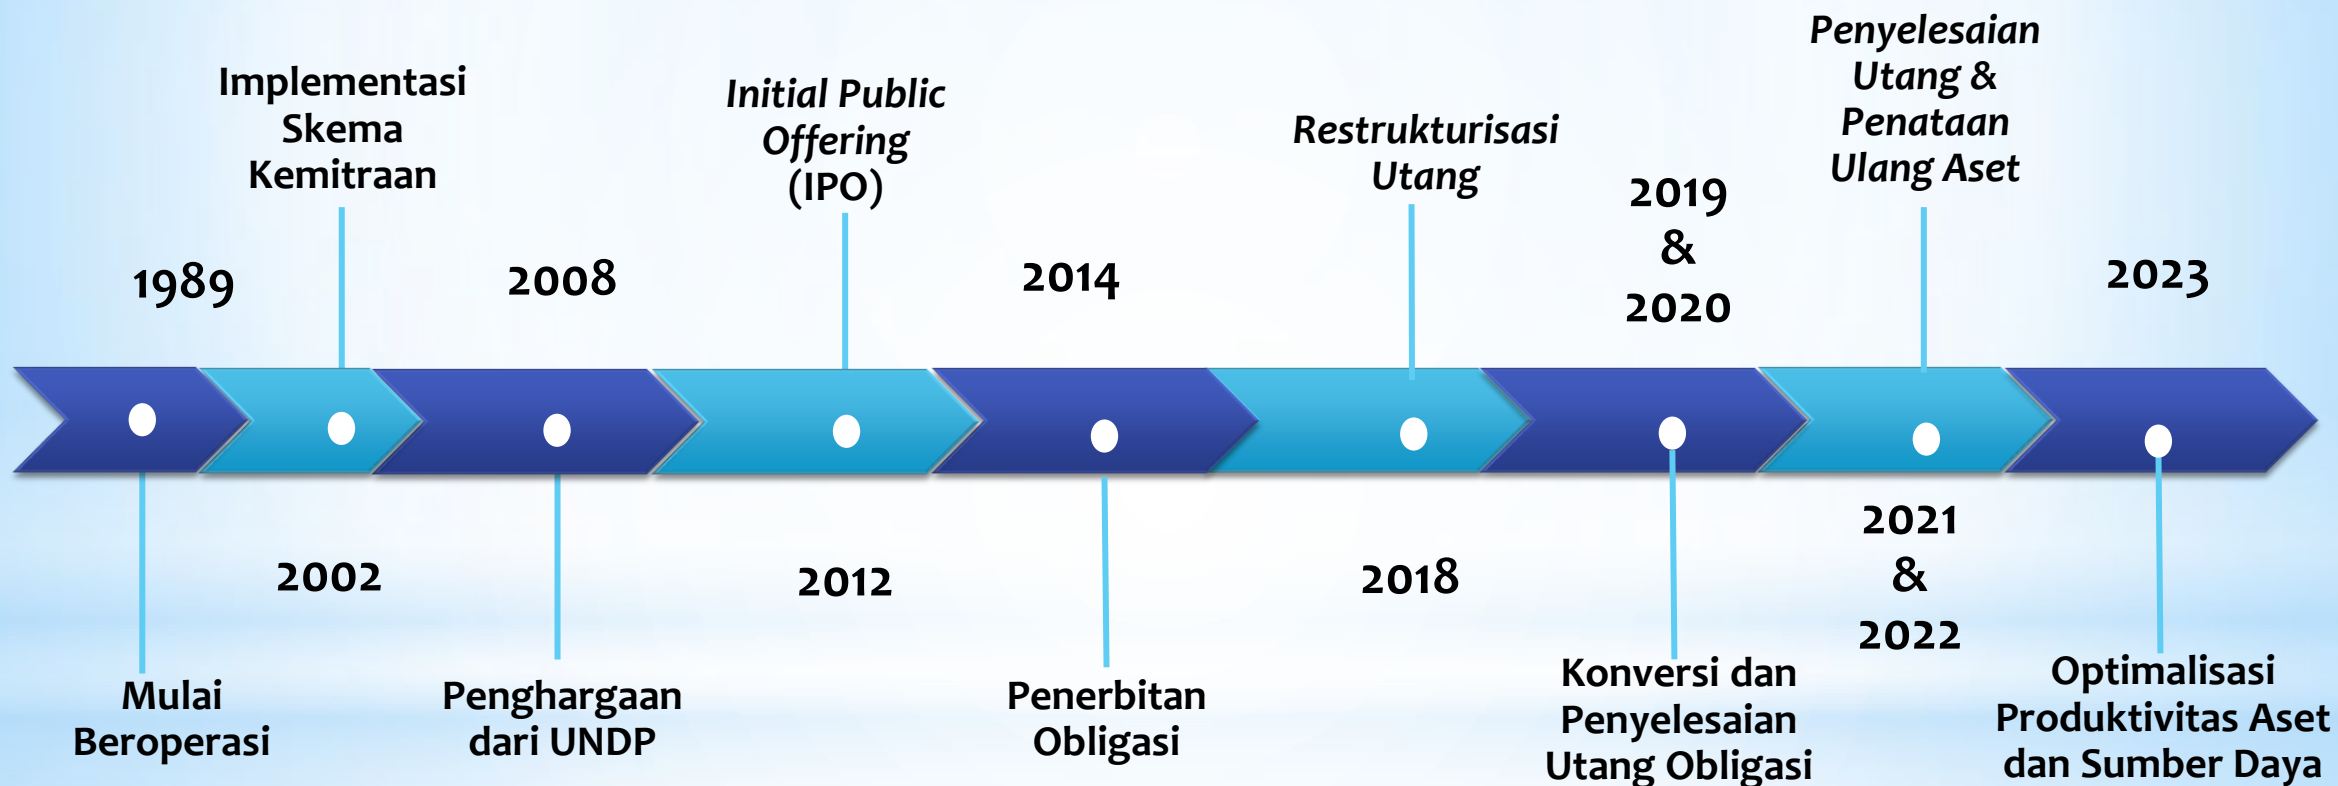 1989
Mulai
Beroperasi
Implementasi
Skema
Kemitraan
2002
2008
Penghargaan
dari UNDP
Initial Public
Offering
(IPO)
2012
2014
Penerbitan
Obligasi
Restrukturisasi
Utang
2018
2019
&
2020
Konversi dan
Penyelesaian
Utang Obligasi
Penyelesaian
Utang &
Penataan
Ulang Aset
2021
&
2022
2023
Optimalisasi
Produktivitas Aset
dan Sumber Daya